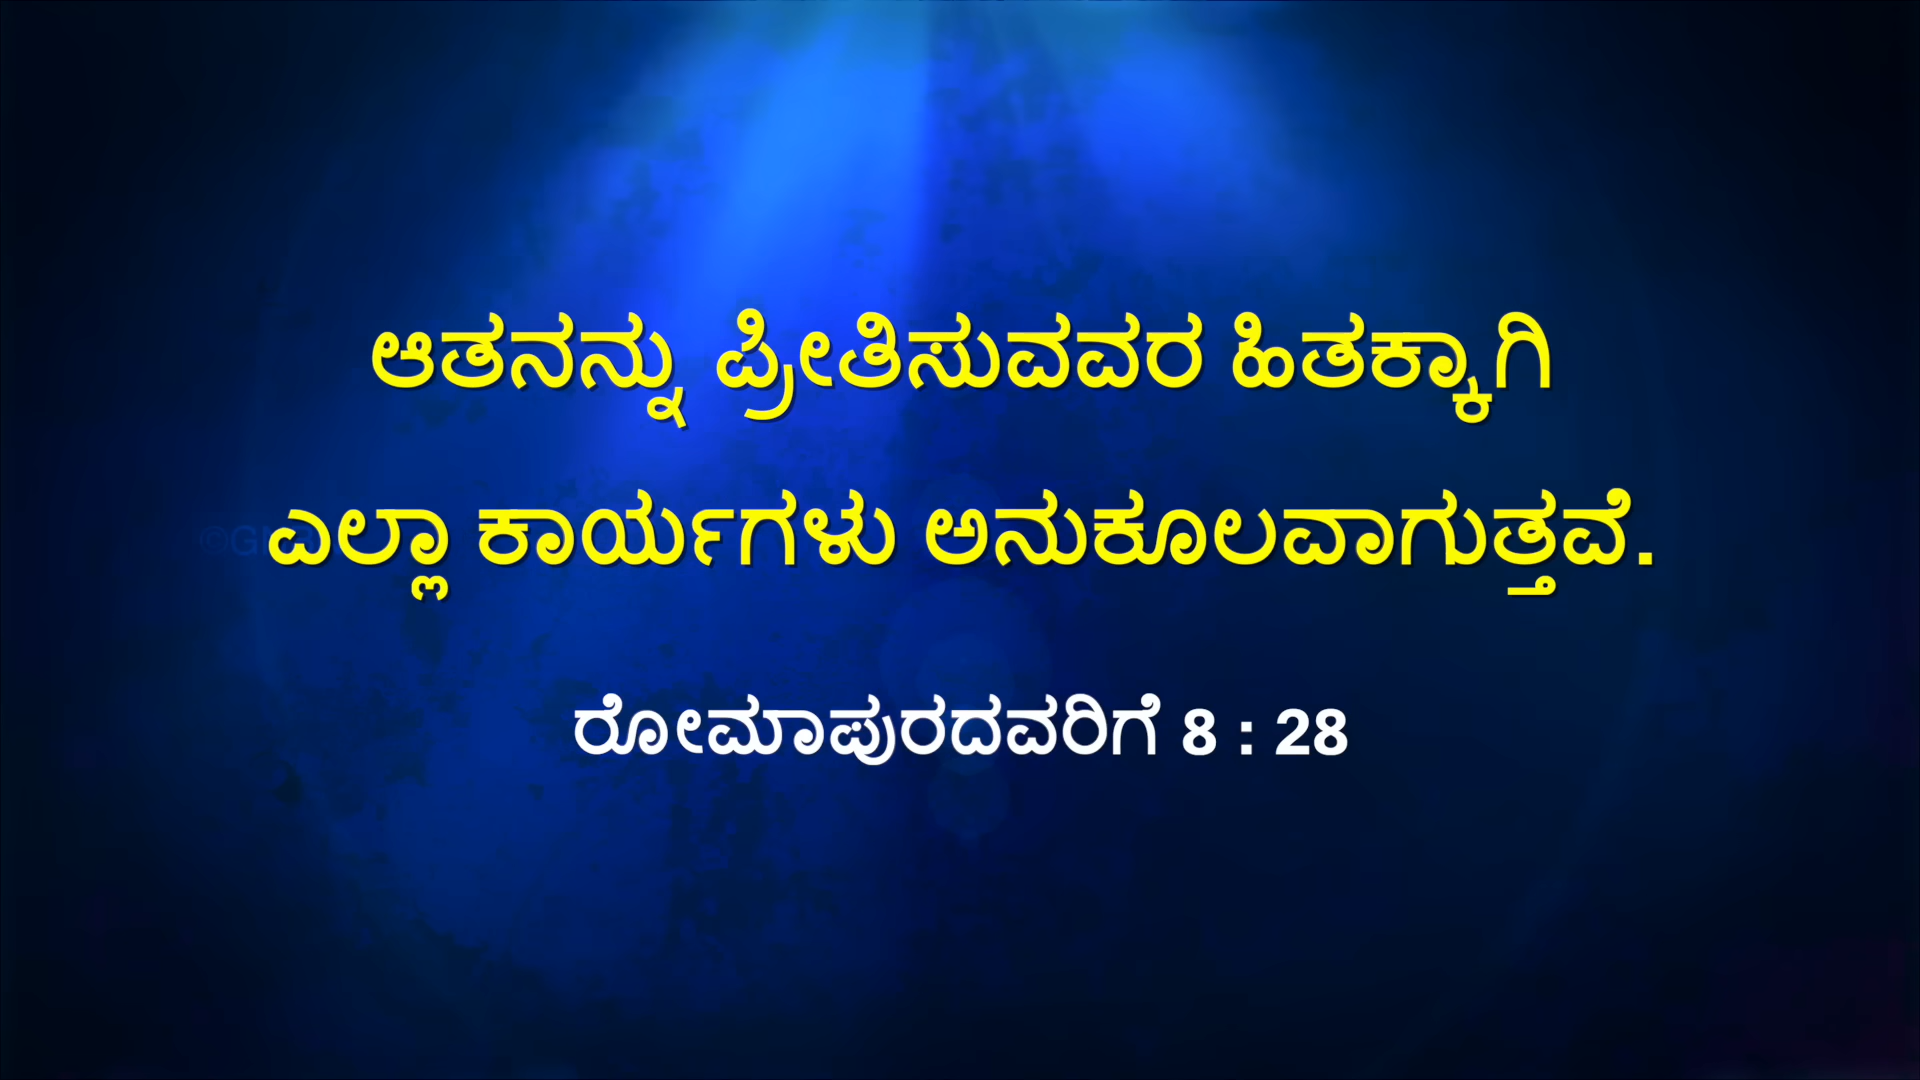 ಆತನನ್ನು ಪ್ರೀತಿಸುವವರ ಹಿತಕ್ಕಾಗಿ
ಎಲ್ಲಾ ಕಾರ್ಯಗಳು ಅನುಕೂಲವಾಗುತ್ತವೆ.
ರೋಮಾಪುರದವರಿಗೆ 8 : 28